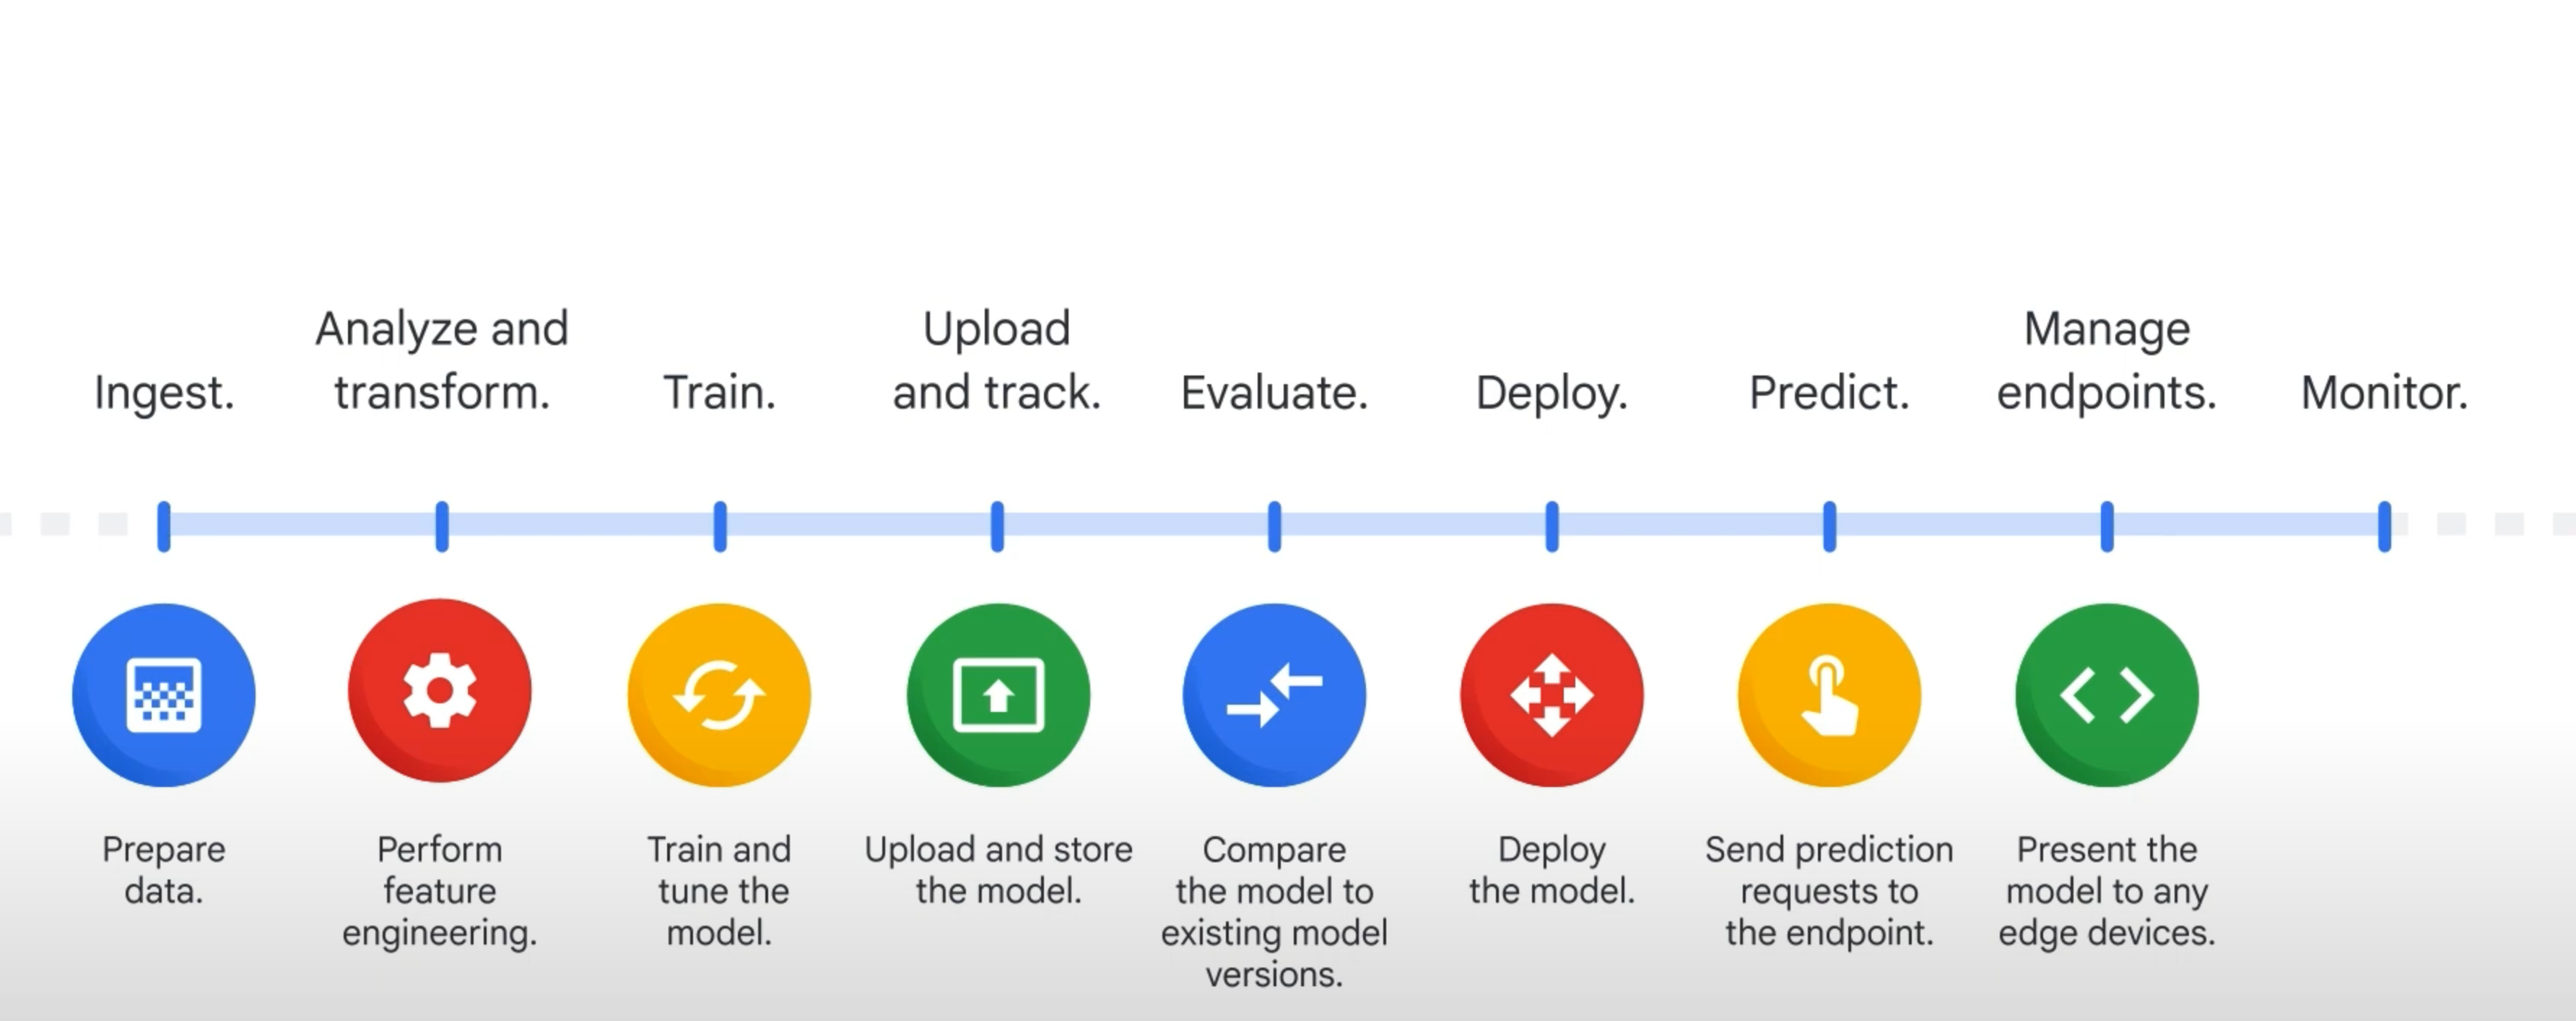 Ingest.
Analyze and
transform.
Train.
Upload
and track.
Evaluate.
Deploy.
Predict.
Manage
endpoints.
Monitor.
Prepare
data.
Perform
feature
engineering.
Train and
tune the
model.
Upload and store
the model.
Compare
the model to
existing model
versions.
Deploy
the model.
Send prediction
requests to
the endpoint.
Present the
model to any
edge devices.